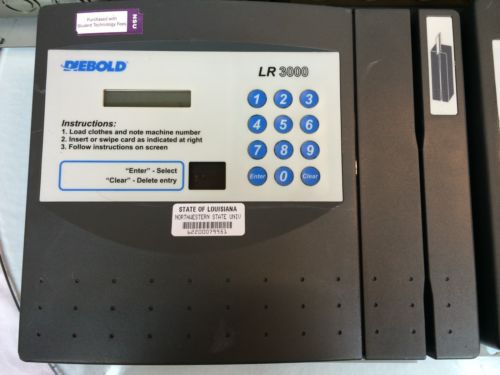 Purchased with
Student Technology Fees
NSU
DIEBOLD
LR 3000
Instructions:
1. Load clothes and note machine number
2. Insert or swipe card as indicated at right
3. Follow instructions on screen
"Enter" - Select
"Clear" - Delete entry
1 2 3
4 5 6
7 8 9
Enter 0 Clear
STATE OF LOUISIANA
NORTHWESTERN STATE UNIV